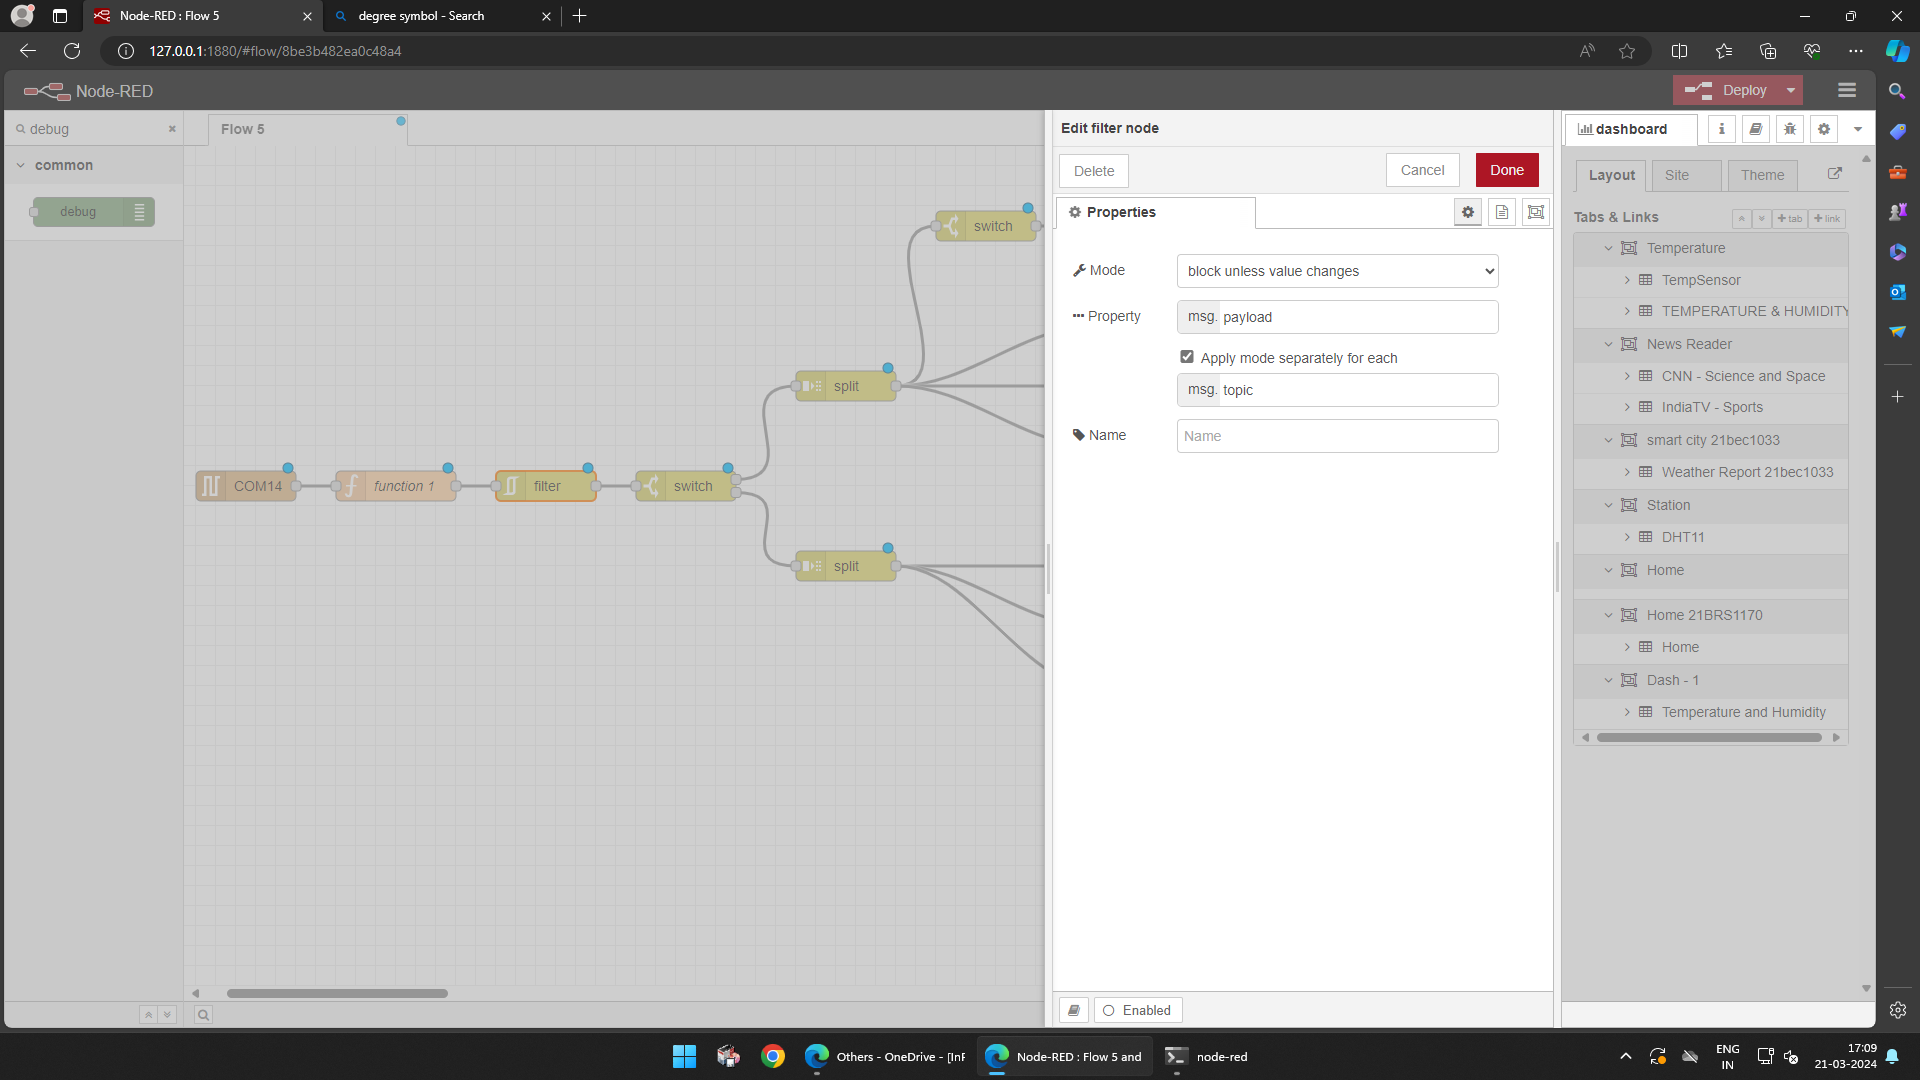 Node-RED : Flow 5
degree symbol - Search
127.0.0.1:1880/#flow/8be3b482ea0c48a4
Node-RED
Deploy
debug
common
debug
Flow 5
COM14
function 1
filter
switch
split
split
switch
Edit filter node
Delete
Cancel
Done
Properties
Mode
block unless value changes
Property
msg. payload
Apply mode separately for each
msg. topic
Name
Name
Enabled
dashboard
Layout
Site
Theme
Tabs & Links
tab
link
Temperature
TempSensor
TEMPERATURE & HUMIDITY
News Reader
CNN - Science and Space
IndiaTV - Sports
smart city 21bec1033
Weather Report 21bec1033
Station
DHT11
Home
Home 21BRS1170
Home
Dash - 1
Temperature and Humidity
Others - OneDrive - [InF
Node-RED : Flow 5 and
node-red
ENG
IN
17:09
21-03-2024